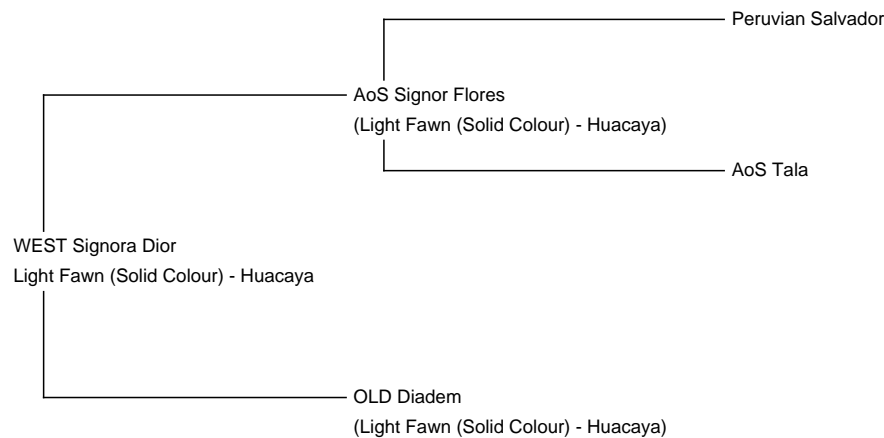 Peruvian Salvador
AoS Signor Flores
(Light Fawn (Solid Colour) - Huacaya)
AoS Tala
WEST Signora Dior
Light Fawn (Solid Colour) - Huacaya
OLD Diadem
(Light Fawn (Solid Colour) - Huacaya)